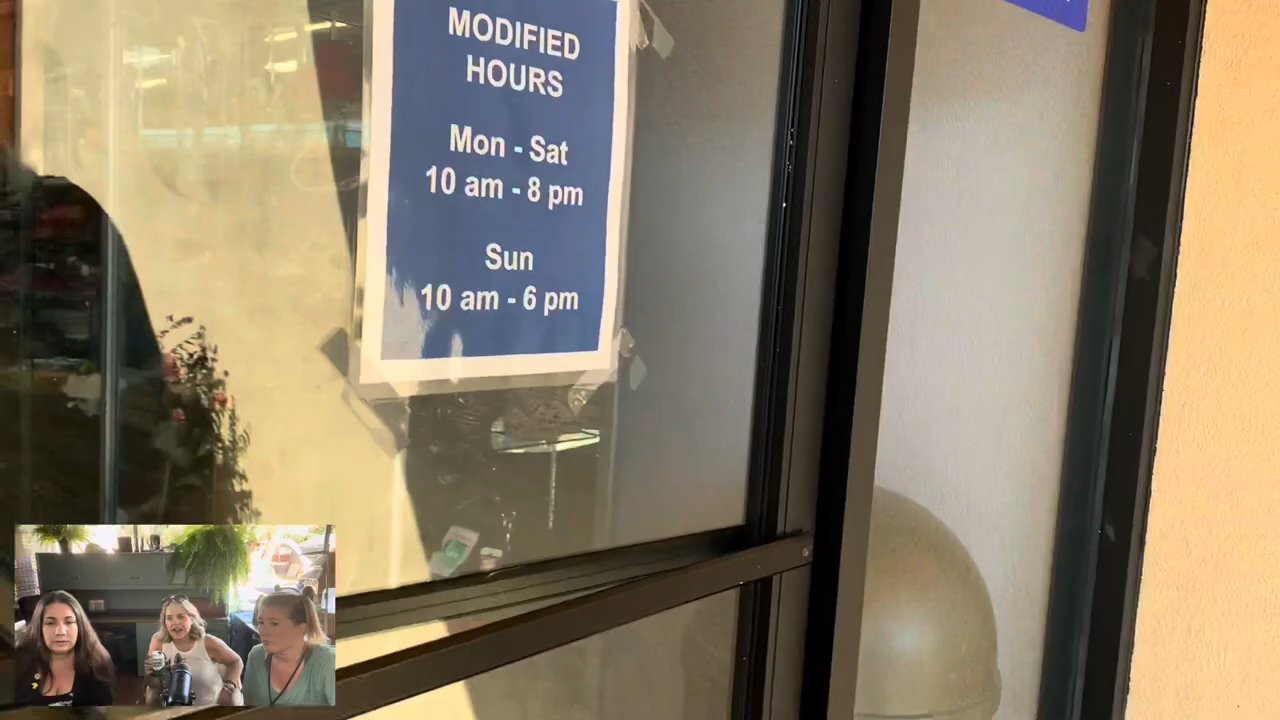 MODIFIED
HOURS
Mon - Sat
10 am - 8 pm
Sun
10 am - 6 pm